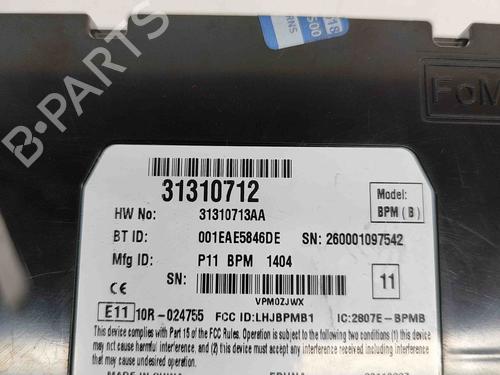 B-PARTS
FoM
31310712
Model:
BPM (B)
HW No: 31310713AA
BT ID: 001EAE5846DE SN: 260001097542
Mfg ID: P11 BPM 1404
SN:
11
VPM0ZJWX
E11 10R-024755 FCC ID:LHJBPMB1 IC:2807E-BPMB
This device complies with Part 15 of the FCC Rules. Operation is subject to the following two conditions (1) this device may
not cause harmful interference, and (2) this device must accept any interference received, including interference that may
cause undesired operation.